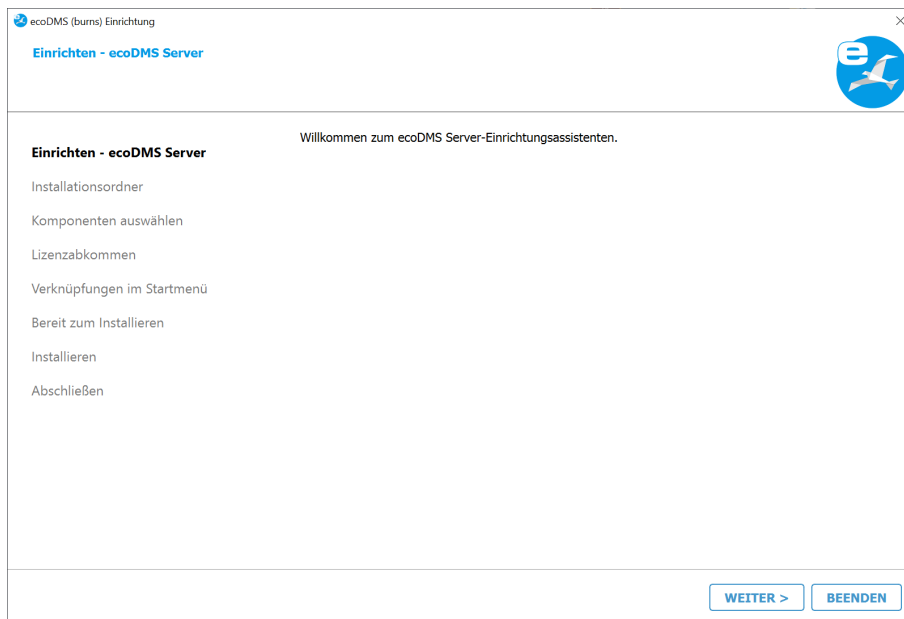 ecoDMS (burns) Einrichtung
Einrichten - ecoDMS Server
e
Willkommen zum ecoDMS Server-Einrichtungsassistenten.
Einrichten - ecoDMS Server
Installationsordner
Komponenten auswählen
Lizenzabkommen
Verknüpfungen im Startmenü
Bereit zum Installieren
Installieren
Abschließen
WEITER > BEENDEN